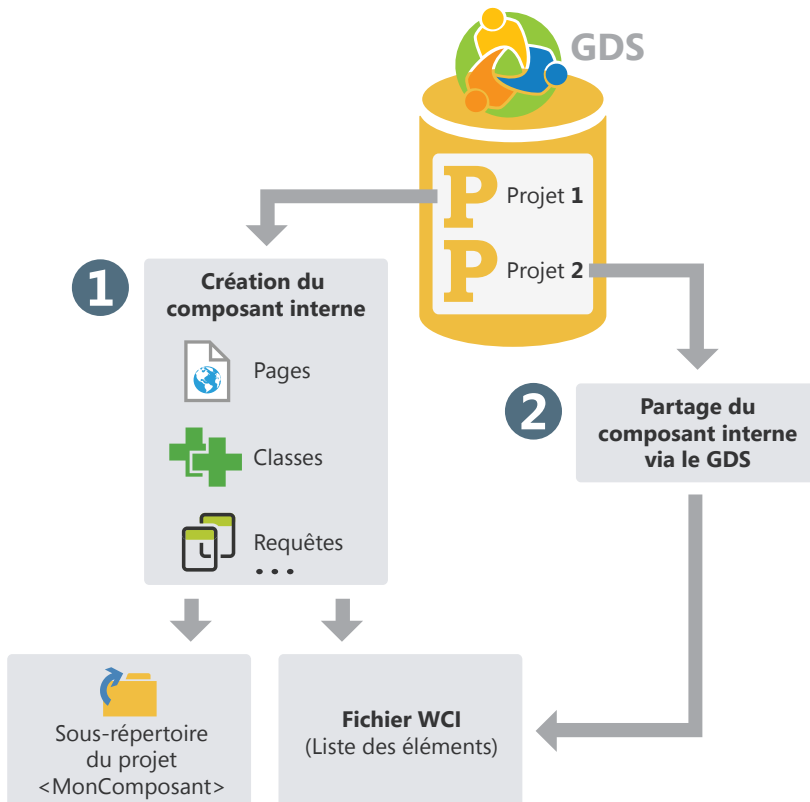 GDS
P Projet 1
P Projet 2
1
Création du
composant interne
Pages
Classes
Requêtes
...
2
Partage du
composant interne
via le GDS
Sous-répertoire
du projet
<MonComposant>
Fichier WCI
(Liste des éléments)